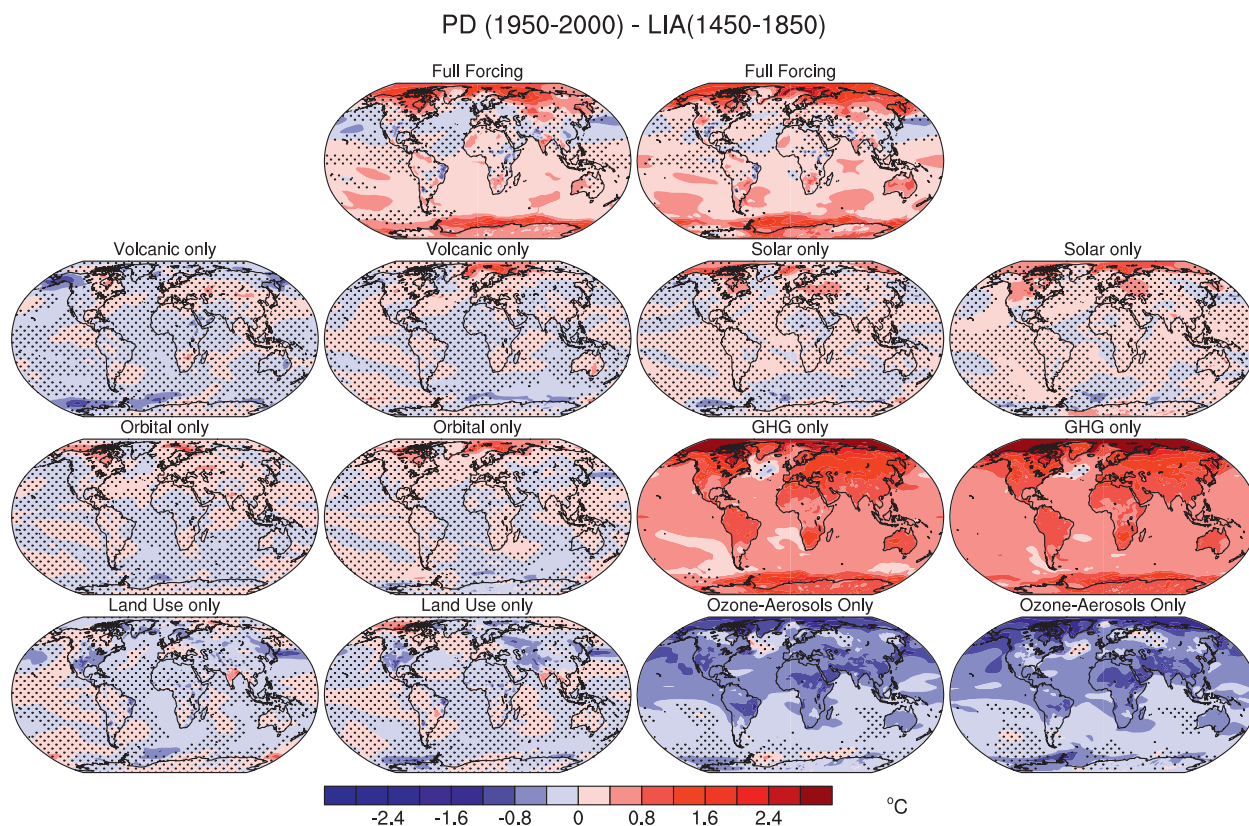 PD (1950-2000) - LIA(1450-1850)
Full Forcing
Full Forcing
Volcanic only
Volcanic only
Solar only
Solar only
Orbital only
Orbital only
GHG only
GHG only
Land Use only
Land Use only
Ozone-Aerosols Only
Ozone-Aerosols Only
-2.4 -1.6 -0.8 0 0.8 1.6 2.4 °C